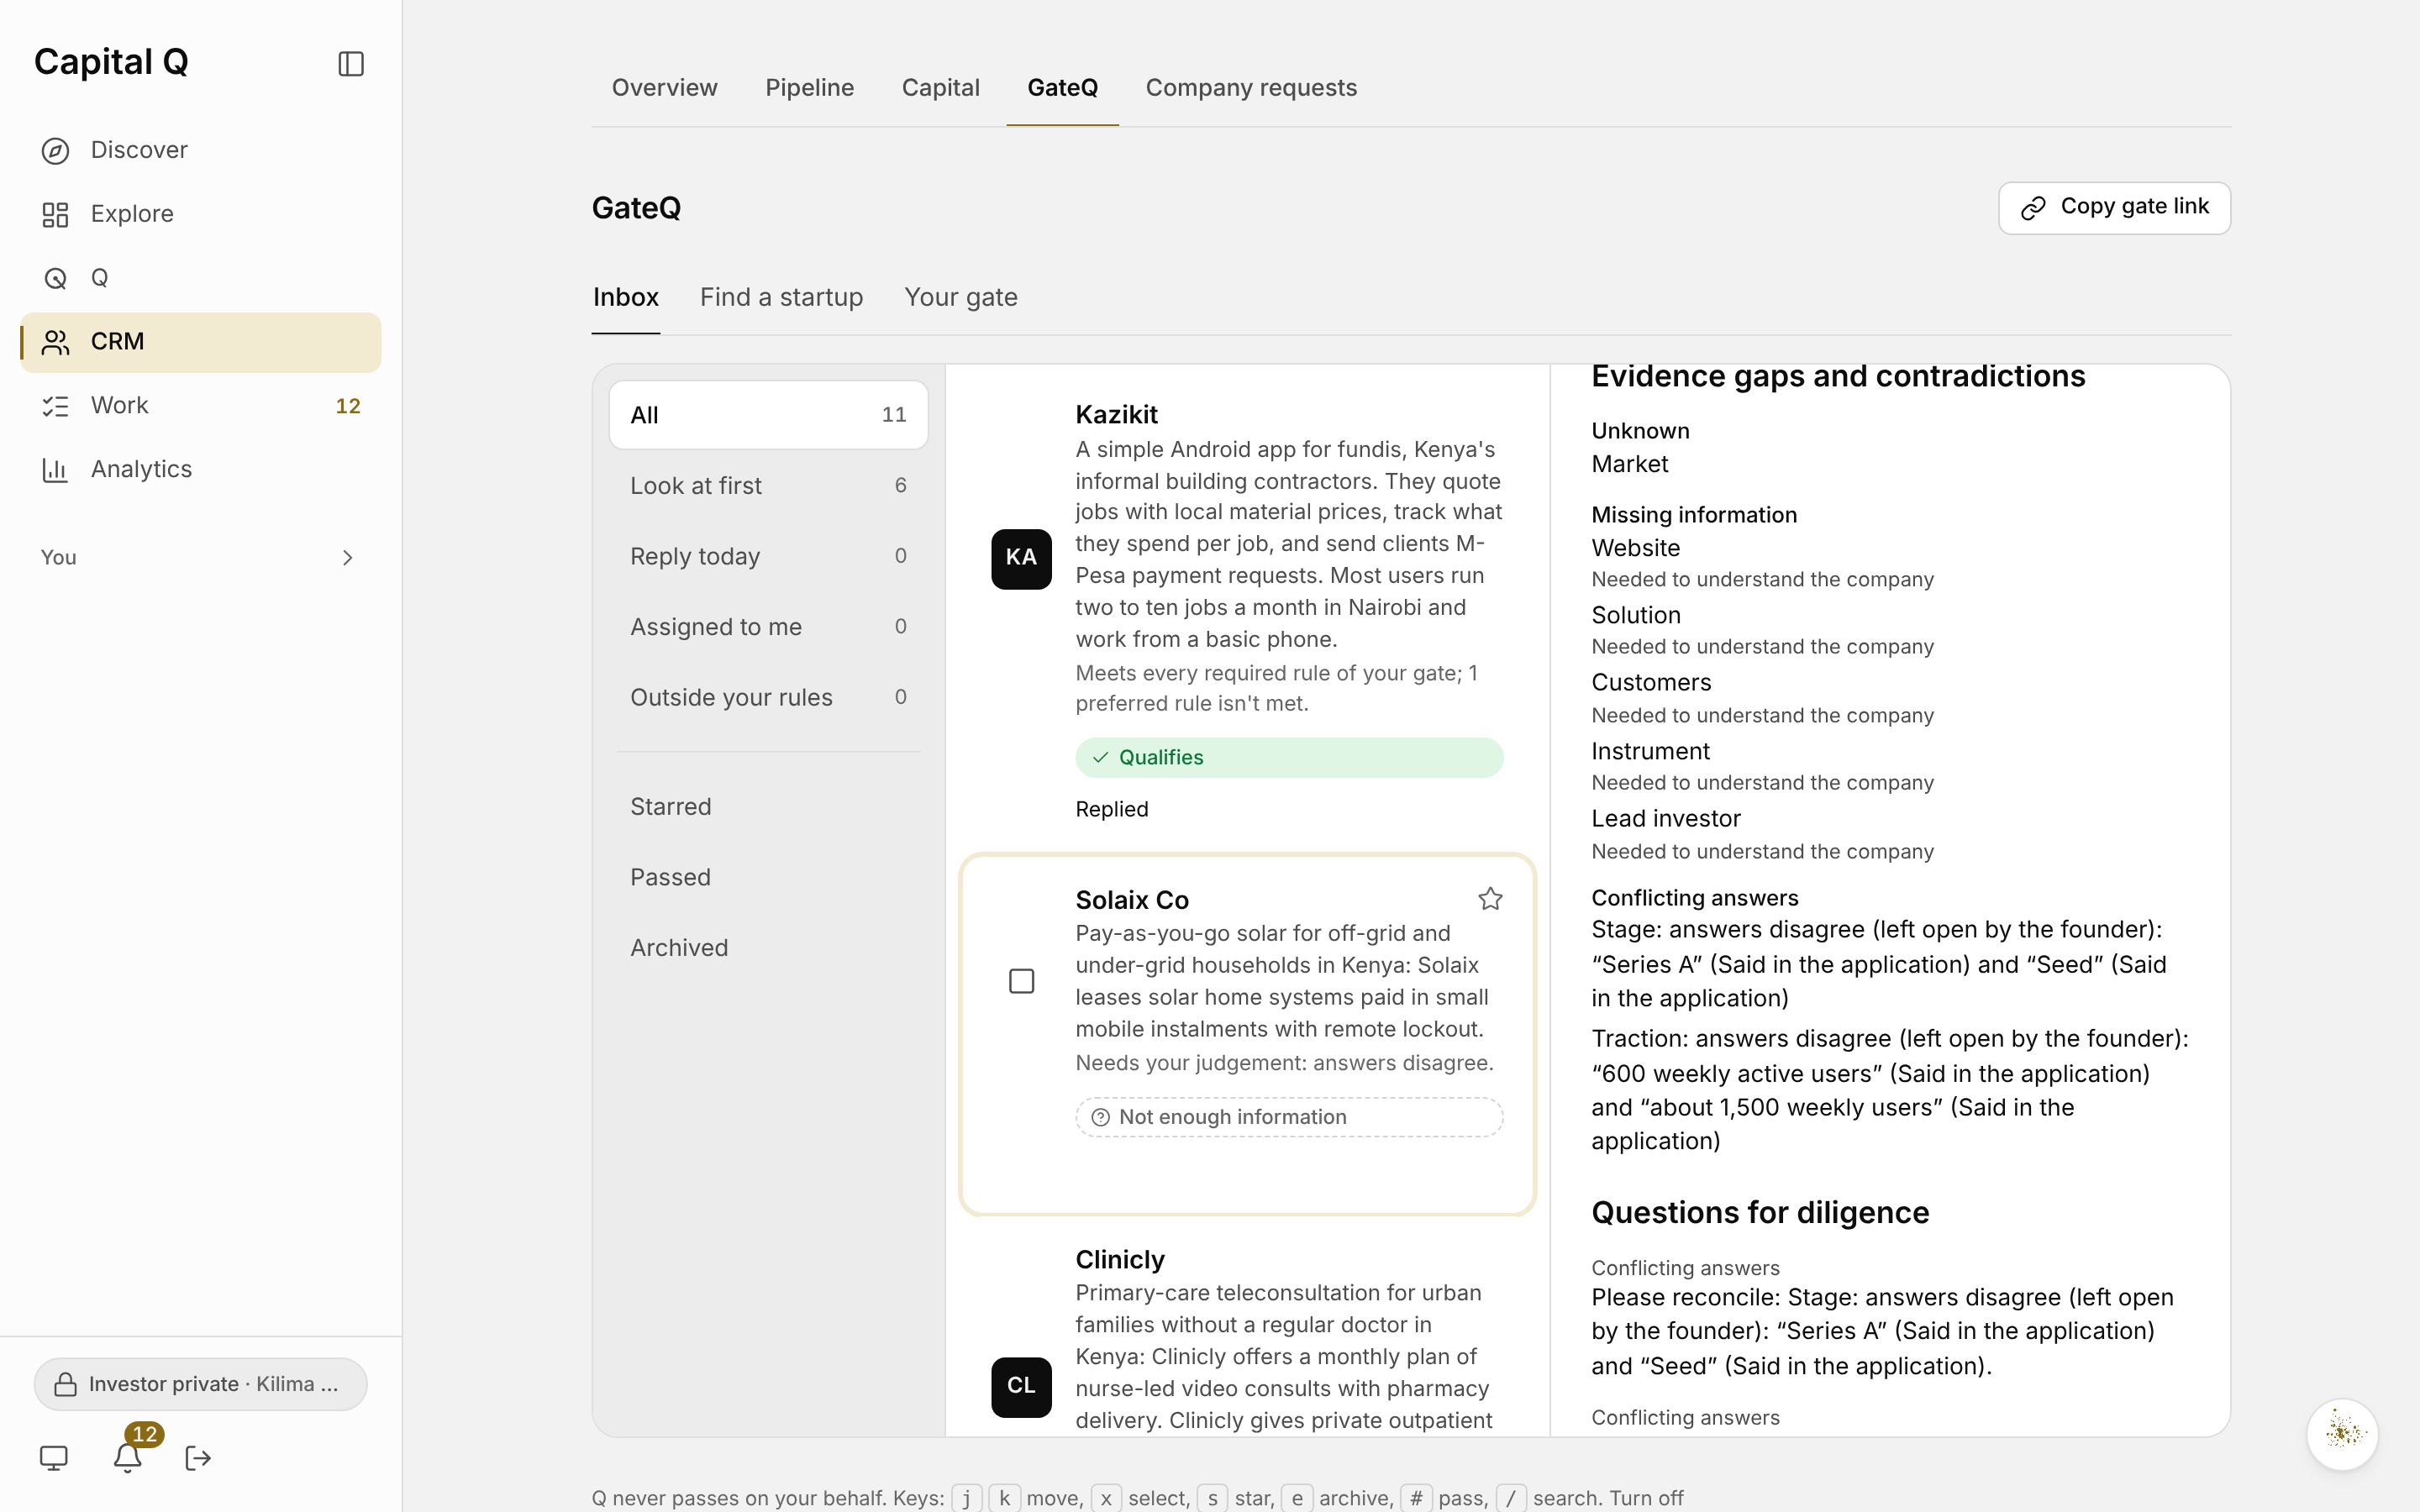 Capital Q
Discover
Explore
Q
CRM
Work 12
Analytics
You
Investor private · Kilima ...
12
Overview Pipeline Capital GateQ Company requests
GateQ
Copy gate link
Inbox Find a startup Your gate
All 11
Look at first 6
Reply today 0
Assigned to me 0
Outside your rules 0
Starred
Passed
Archived
Kazikit
A simple Android app for fundis, Kenya's
informal building contractors. They quote
jobs with local material prices, track what
they spend per job, and send clients M-
Pesa payment requests. Most users run
two to ten jobs a month in Nairobi and
work from a basic phone.
KA
Meets every required rule of your gate; 1
preferred rule isn't met.
Qualifies
Replied
Solaix Co
Pay-as-you-go solar for off-grid and
under-grid households in Kenya: Solaix
leases solar home systems paid in small
mobile instalments with remote lockout.
Needs your judgement: answers disagree.
Not enough information
Clinicly
Primary-care teleconsultation for urban
families without a regular doctor in
Kenya: Clinicly offers a monthly plan of
nurse-led video consults with pharmacy
delivery. Clinicly gives private outpatient
CL
Evidence gaps and contradictions
Unknown
Market
Missing information
Website
Needed to understand the company
Solution
Needed to understand the company
Customers
Needed to understand the company
Instrument
Needed to understand the company
Lead investor
Needed to understand the company
Conflicting answers
Stage: answers disagree (left open by the founder):
“Series A” (Said in the application) and “Seed” (Said
in the application)
Traction: answers disagree (left open by the founder):
“600 weekly active users” (Said in the application)
and “about 1,500 weekly users” (Said in the
application)
Questions for diligence
Conflicting answers
Please reconcile: Stage: answers disagree (left open
by the founder): “Series A” (Said in the application)
and “Seed” (Said in the application).
Conflicting answers
Q never passes on your behalf. Keys: j k move, x select, s star, e archive, # pass, / search. Turn off